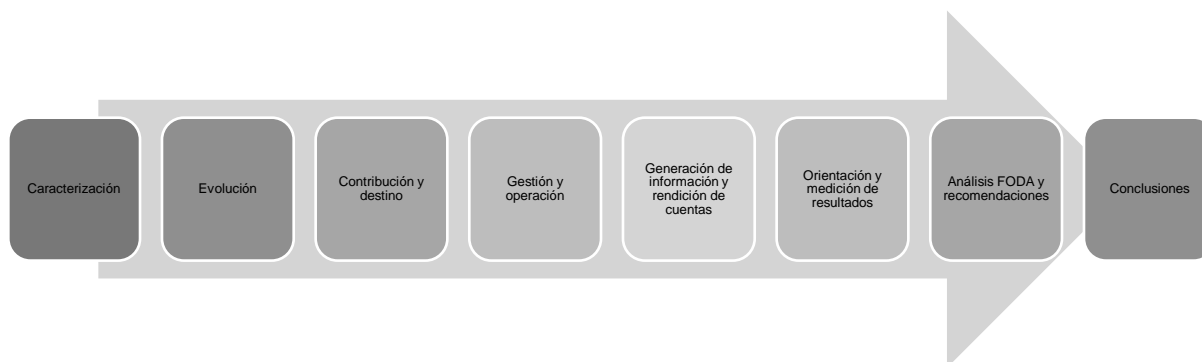 Caracterización
Evolución
Contribución y
destino
Gestión y
operación
Generación de
información y
rendición de
cuentas
Orientación y
medición de
resultados
Análisis FODA y
recomendaciones
Conclusiones